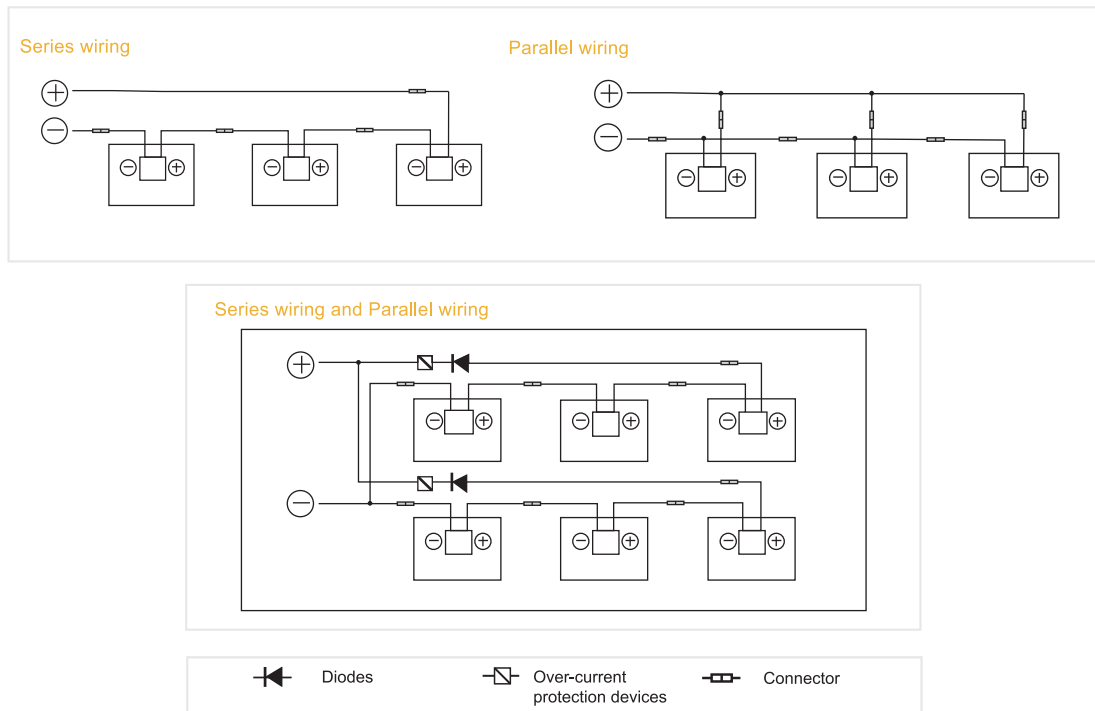 Series wiring
Parallel wiring
Series wiring and Parallel wiring
Diodes
Over-current
protection devices
Connector